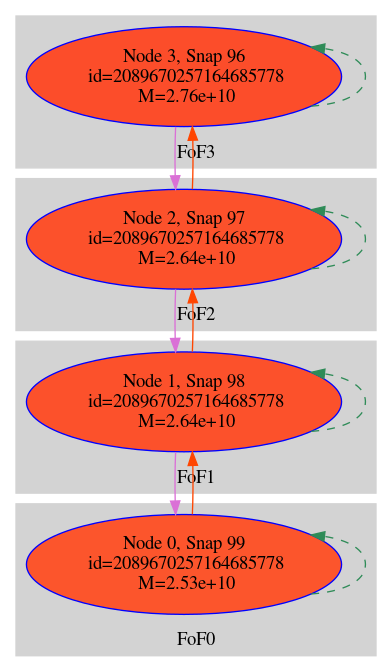 Node 3, Snap 96
id=2089670257164685778
M=2.76e+10
FoF3
Node 2, Snap 97
id=2089670257164685778
M=2.64e+10
FoF2
Node 1, Snap 98
id=2089670257164685778
M=2.64e+10
FoF1
Node 0, Snap 99
id=2089670257164685778
M=2.53e+10
FoF0